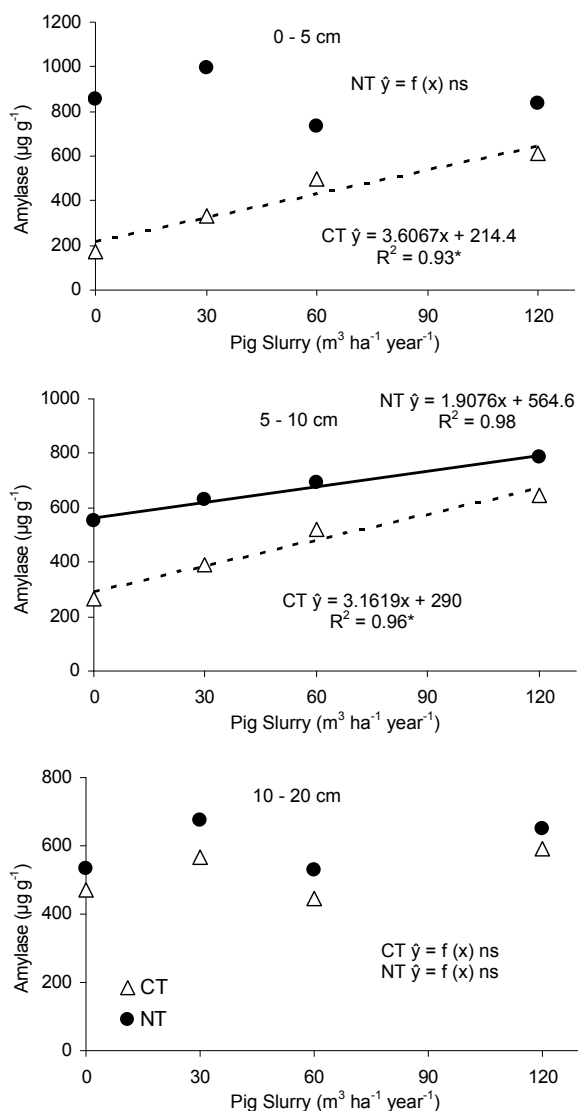 1200
0 - 5 cm
1000
NT ŷ = f (x) ns
800
600
400
CT ŷ = 3.6067x + 214.4
R² = 0.93*
200
0
Amylase (µg g⁻¹)
0 30 60 90 120
Pig Slurry (m³ ha⁻¹ year⁻¹)
1000
NT ŷ = 1.9076x + 564.6
R² = 0.98
5 - 10 cm
800
600
400
CT ŷ = 3.1619x + 290
R² = 0.96*
200
0
Amylase (µg g⁻¹)
0 30 60 90 120
Pig Slurry (m³ ha⁻¹ year⁻¹)
800
10 - 20 cm
600
400
CT ŷ = f (x) ns
NT ŷ = f (x) ns
200
CT
NT
0
Amylase (µg g⁻¹)
0 30 60 90 120
Pig Slurry (m³ ha⁻¹ year⁻¹)